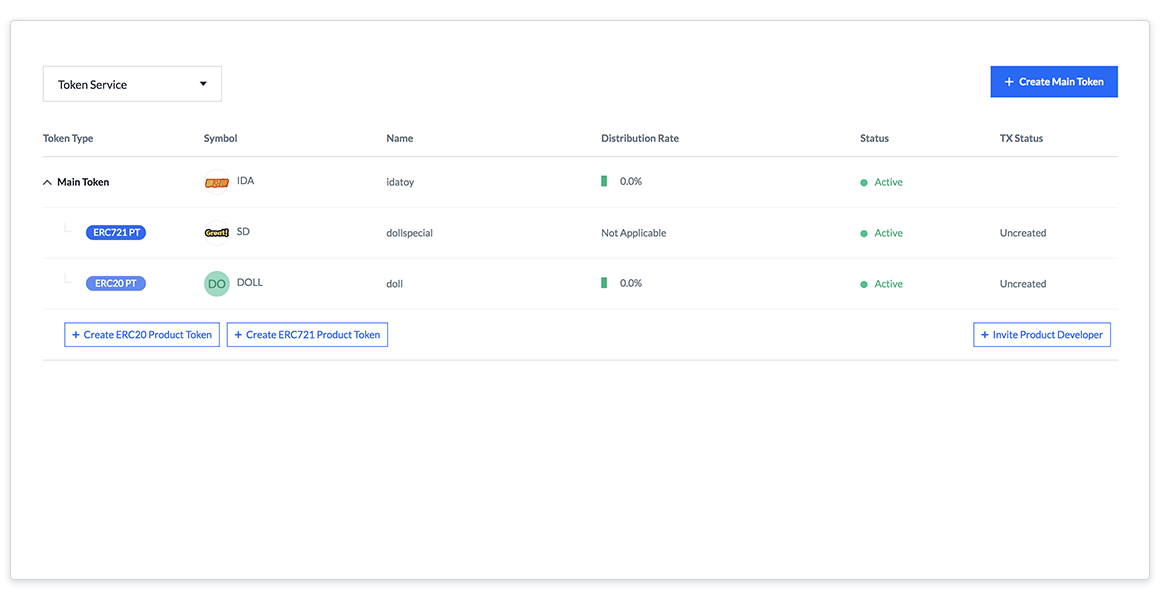 Token Service
+ Create Main Token
Token Type Symbol Name Distribution Rate Status TX Status
Main Token IDA idatoy 0.0% Active
ERC721 PT Great! SD dollspecial Not Applicable Active Uncreated
ERC20 PT DO DOLL doll 0.0% Active Uncreated
+ Create ERC20 Product Token + Create ERC721 Product Token + Invite Product Developer